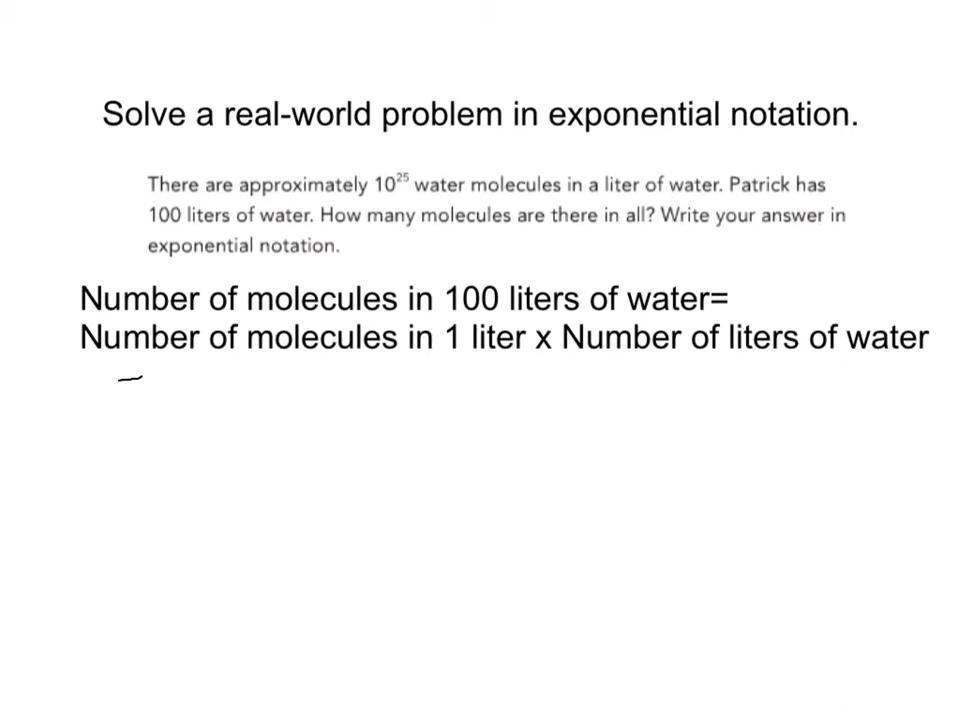 Solve a real-world problem in exponential notation.
There are approximately 10²⁵ water molecules in a liter of water. Patrick has
100 liters of water. How many molecules are there in all? Write your answer in
exponential notation.
Number of molecules in 100 liters of water=
Number of molecules in 1 liter x Number of liters of water